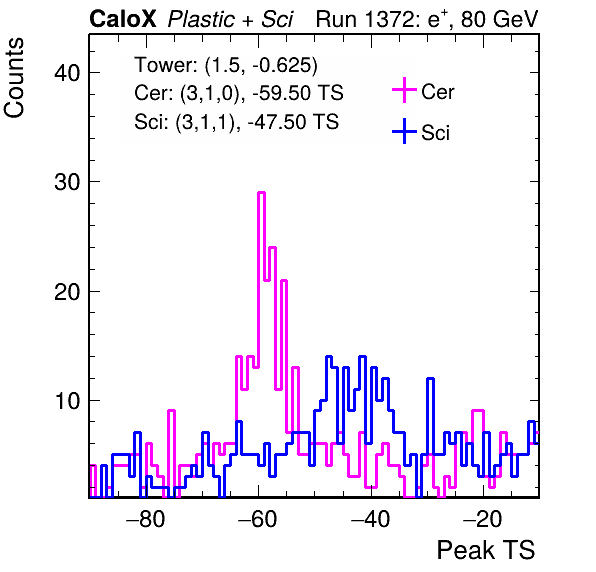 CaloX Plastic + Sci Run 1372: e⁺, 80 GeV
Counts
Tower: (1.5, -0.625)
Cer: (3,1,0), -59.50 TS
Sci: (3,1,1), -47.50 TS
Cer
Sci
40
30
20
10
−80 −60 −40 −20
Peak TS